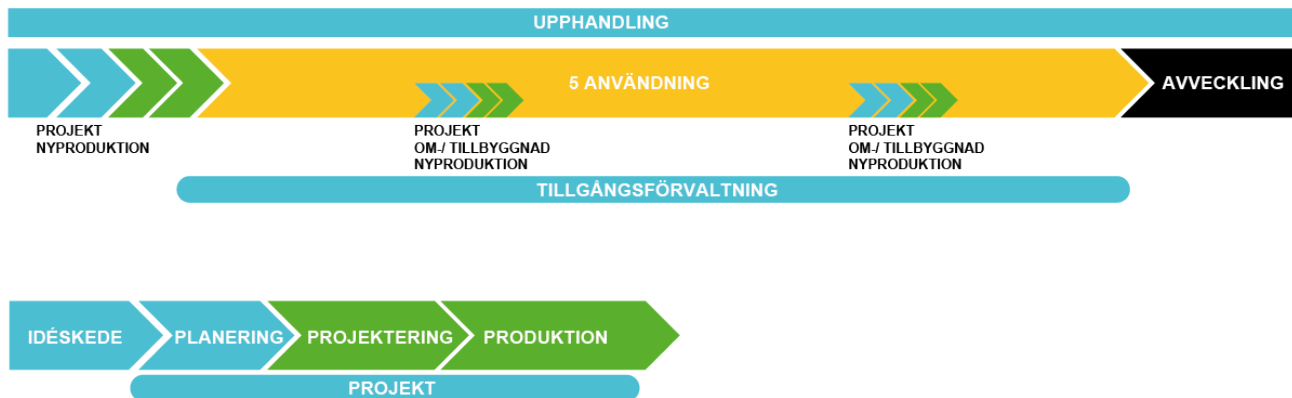 UPPHANDLING
5 ANVÄNDNING
AVVECKLING
PROJEKT
NYPRODUKTION
PROJEKT
OM-/ TILLBYGGNAD
NYPRODUKTION
PROJEKT
OM-/ TILLBYGGNAD
NYPRODUKTION
TILLGÅNGSFÖRVALTNING
IDÉSKEDE
PLANERING
PROJEKTERING
PRODUKTION
PROJEKT